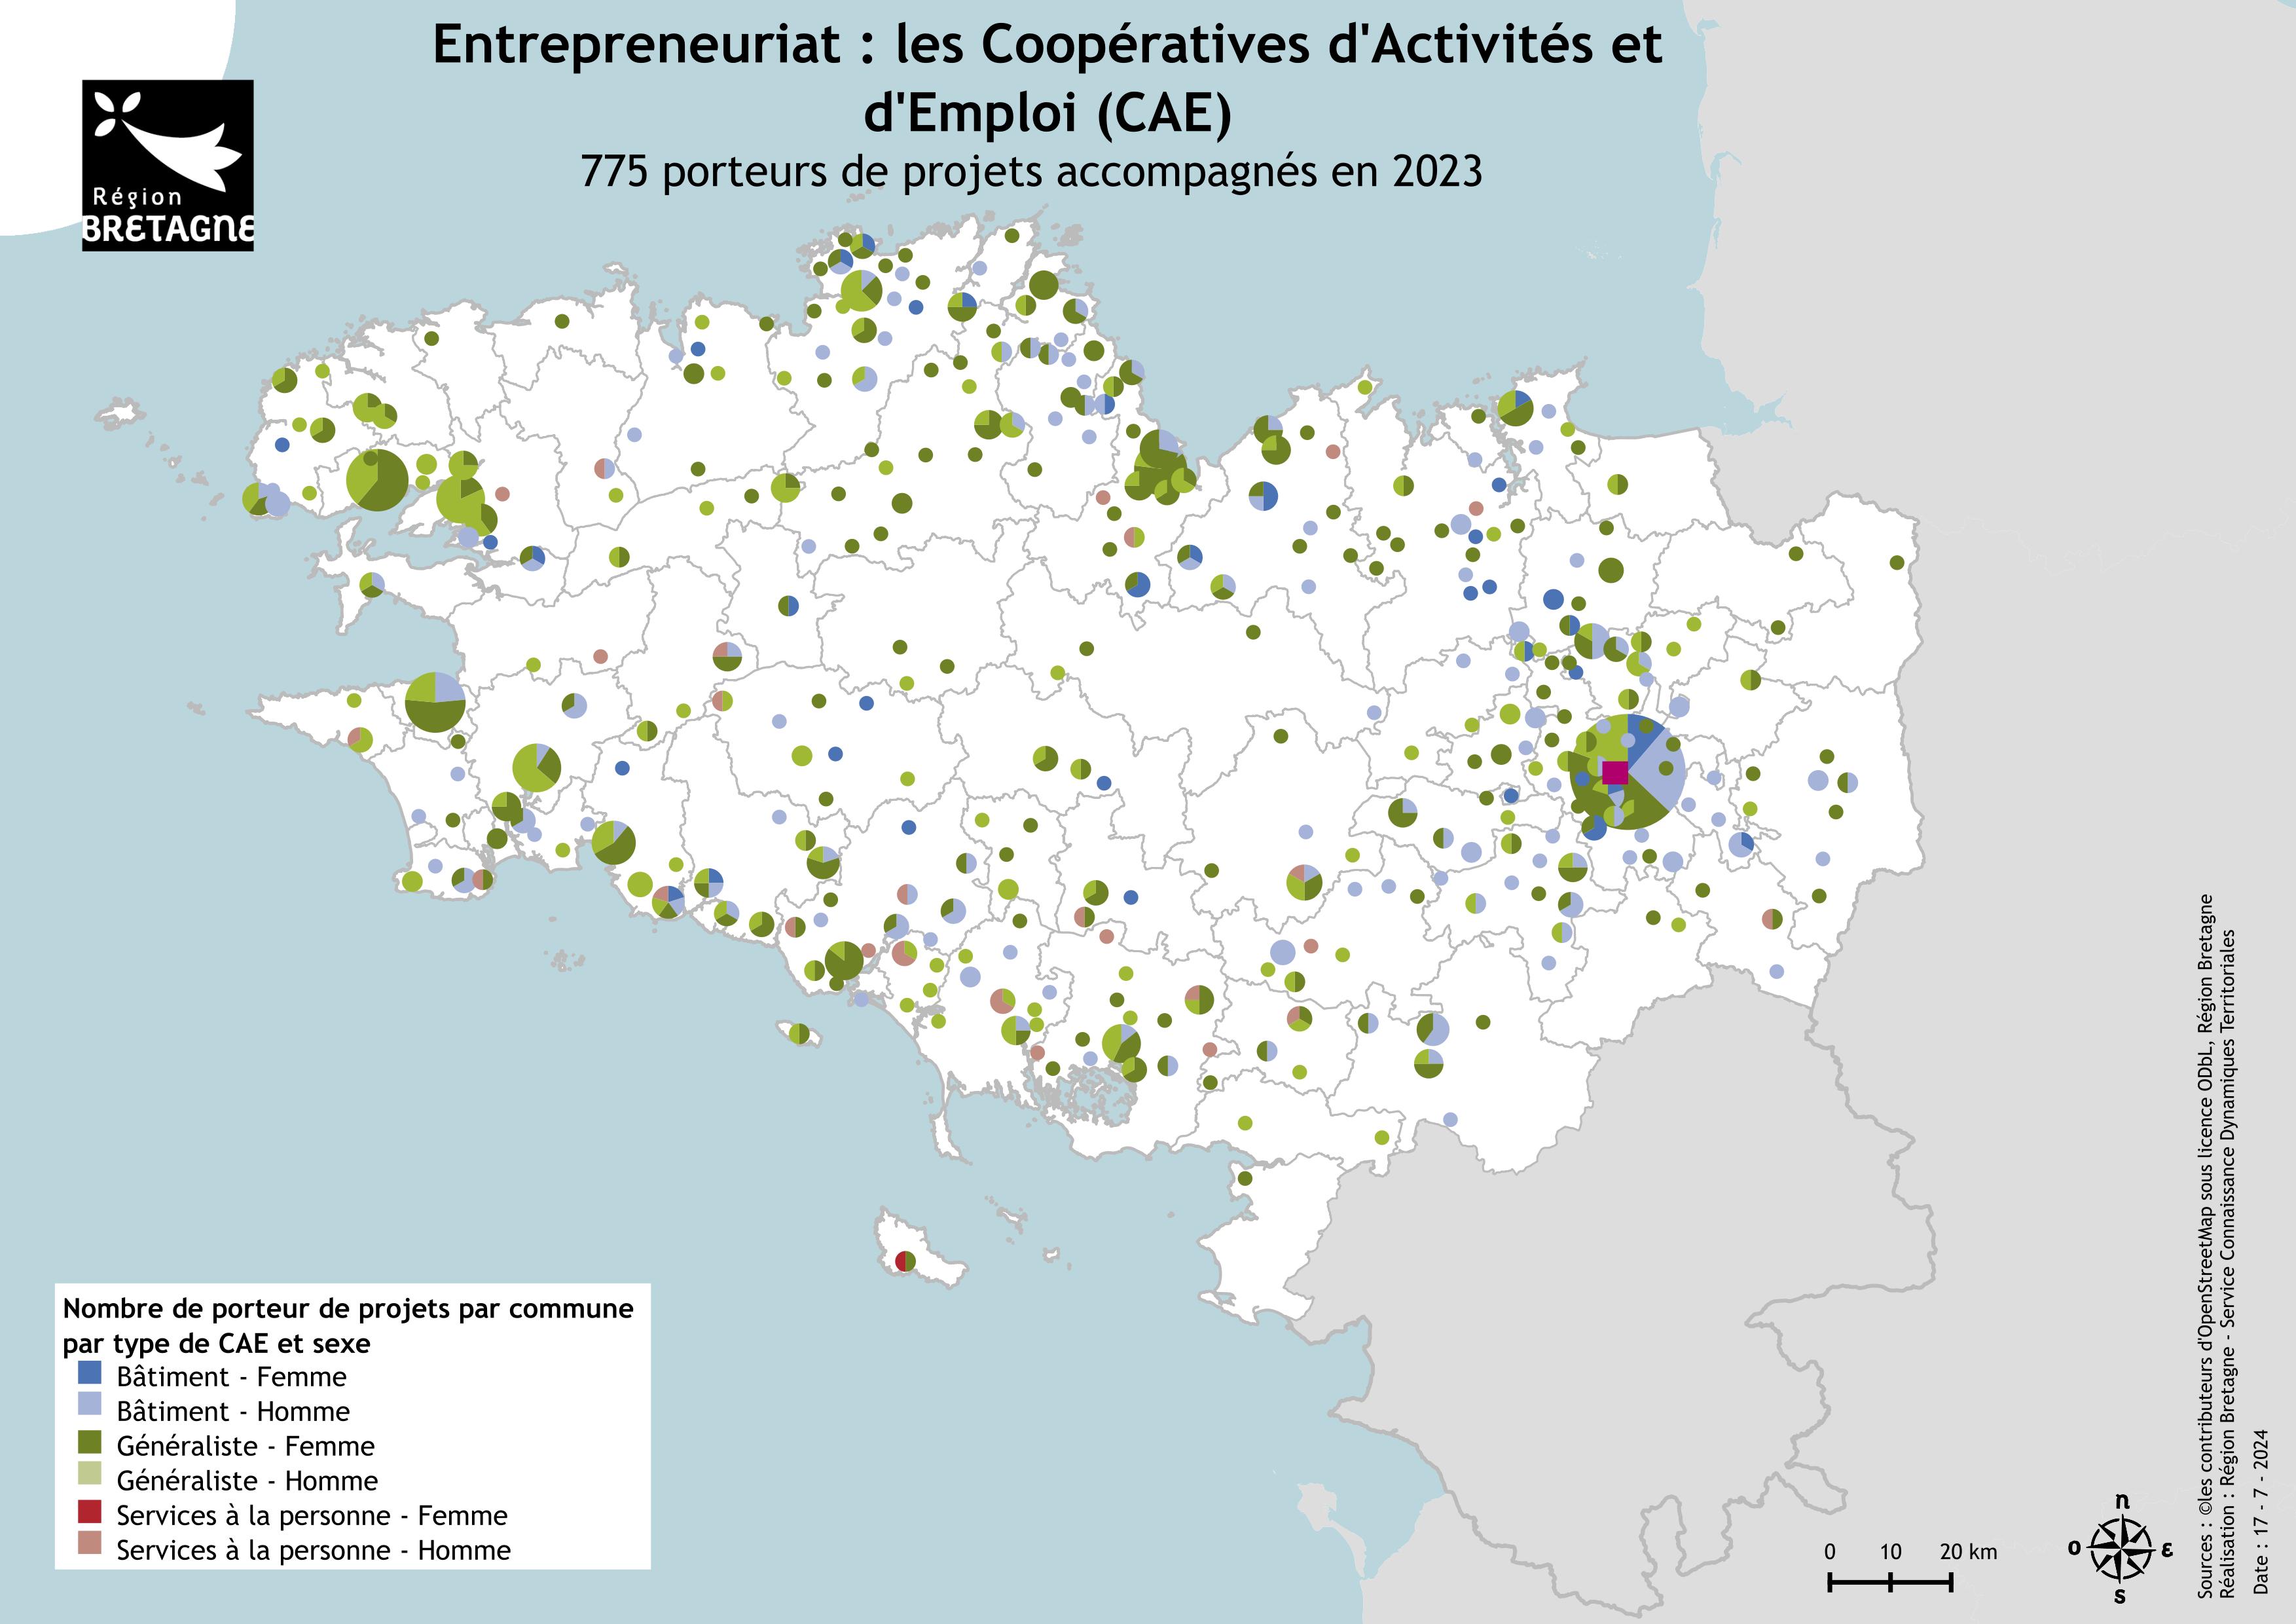 Entrepreneuriat : les Coopératives d'Activités et
d'Emploi (CAE)
775 porteurs de projets accompagnés en 2023
Région
BRETAGNE
Nombre de porteur de projets par commune
par type de CAE et sexe
Bâtiment - Femme
Bâtiment - Homme
Généraliste - Femme
Généraliste - Homme
Services à la personne - Femme
Services à la personne - Homme
0 10 20 km
n
o ε
s
Sources : ©les contributeurs d'OpenStreetMap sous licence ODbL, Région Bretagne
Réalisation : Région Bretagne - Service Connaissance Dynamiques Territoriales
Date : 17 - 7 - 2024